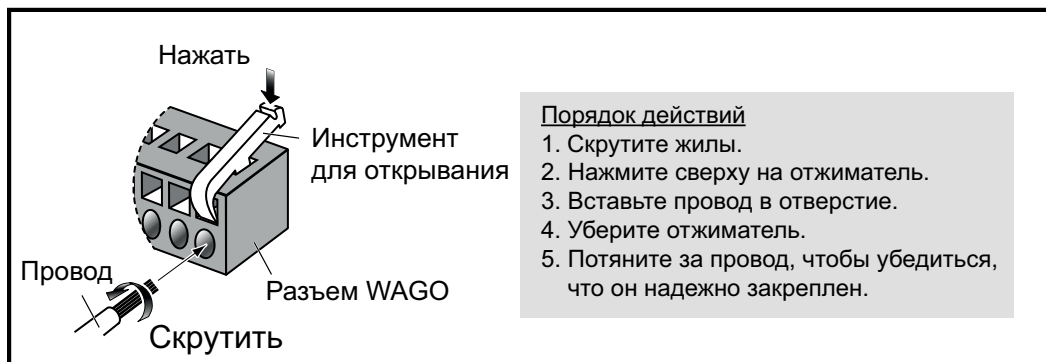 Нажать
Инструмент
для открывания
Провод
Разъем WAGO
Скрутить
Порядок действий
1. Скрутите жилы.
2. Нажмите сверху на отжиматель.
3. Вставьте провод в отверстие.
4. Уберите отжиматель.
5. Потяните за провод, чтобы убедиться,
что он надежно закреплен.